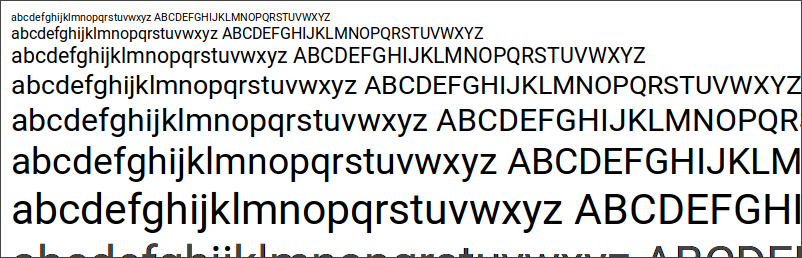 abcdefghijklmnopqrstuvwxyz ABCDEFGHIJKLMNOPQRSTUVWXYZ
abcdefghijklmnopqrstuvwxyz ABCDEFGHIJKLMNOPQRSTUVWXYZ
abcdefghijklmnopqrstuvwxyz ABCDEFGHIJKLMNOPQRSTUVWXYZ
abcdefghijklmnopqrstuvwxyz ABCDEFGHIJKLMNOPQRSTUVWXYZ
abcdefghijklmnopqrstuvwxyz ABCDEFGHIJKLMNOPQR
abcdefghijklmnopqrstuvwxyz ABCDEFGHIJKLM
abcdefghijklmnopqrstuvwxyz ABCDEFGHI